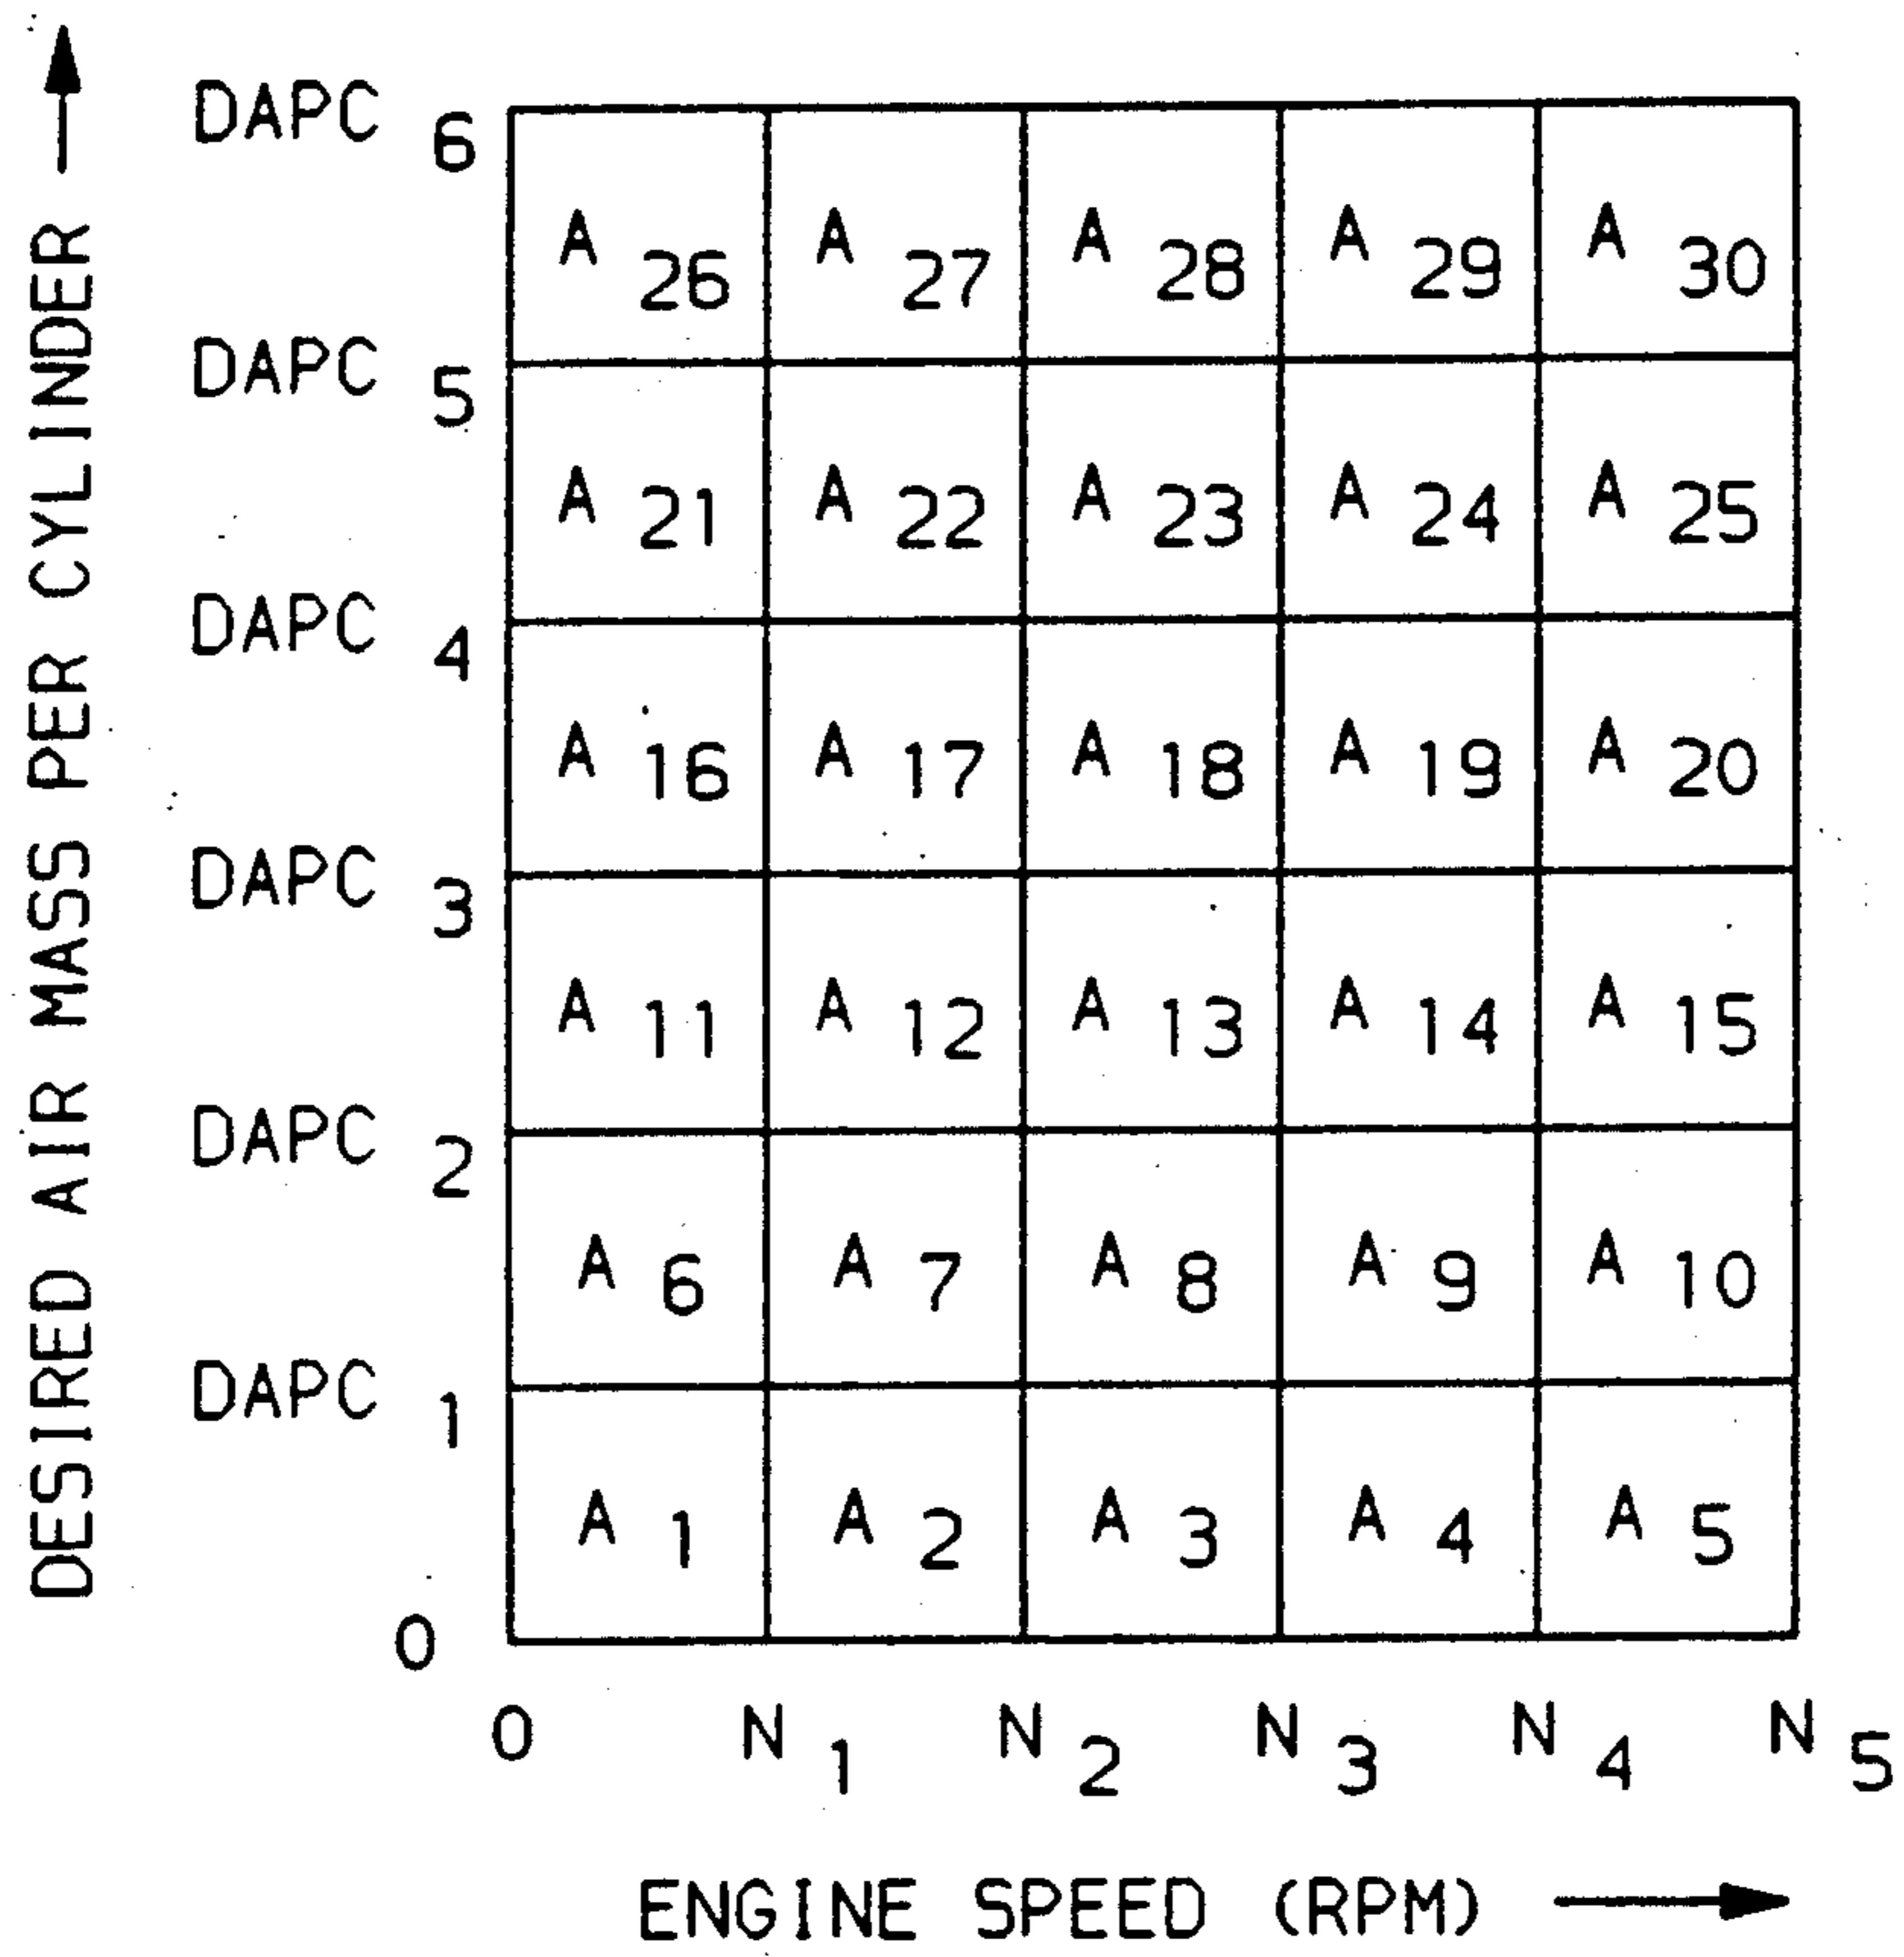 DESIRED AIR MASS PER CYLINDER
DAPC 6
A 26 A 27 A 28 A 29 A 30
DAPC 5
A 21 A 22 A 23 A 24 A 25
DAPC 4
A 16 A 17 A 18 A 19 A 20
DAPC 3
A 11 A 12 A 13 A 14 A 15
DAPC 2
A 6 A 7 A 8 A 9 A 10
DAPC 1
A 1 A 2 A 3 A 4 A 5
0
0 N 1 N 2 N 3 N 4 N 5
ENGINE SPEED (RPM)